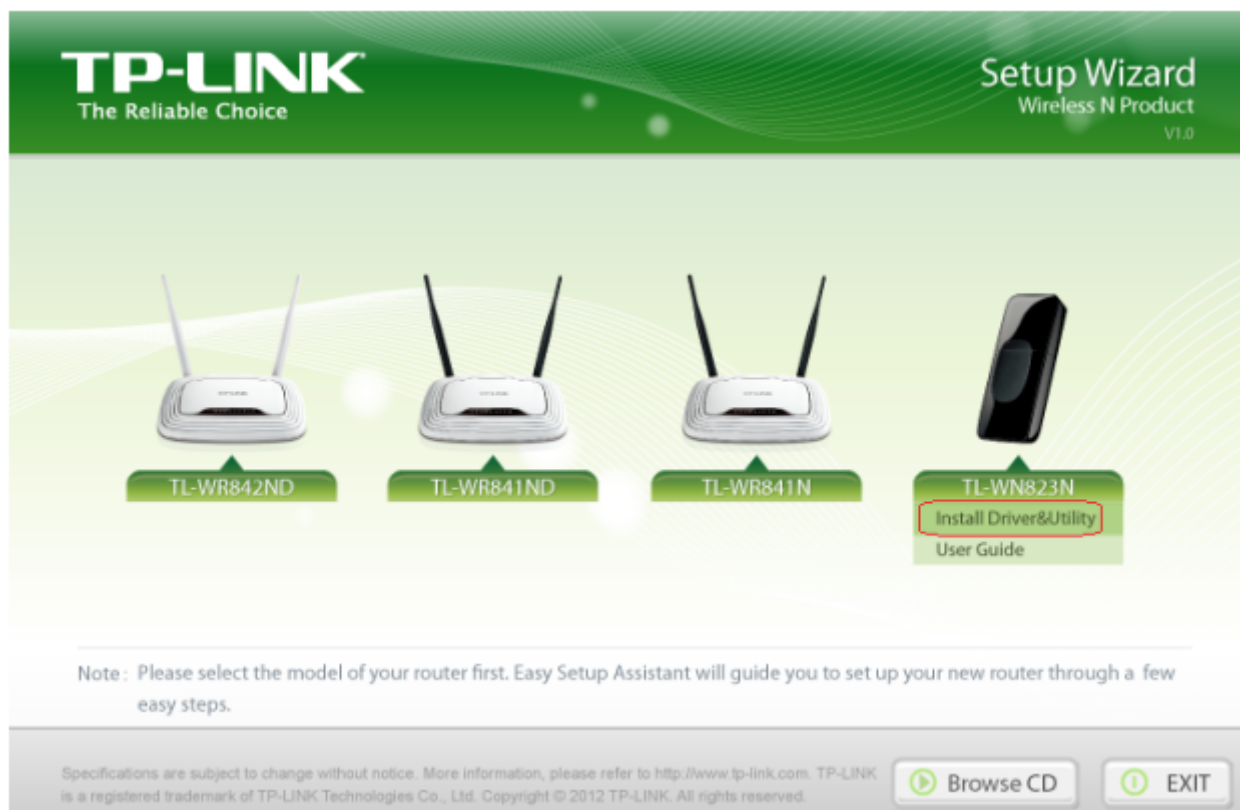 TP-LINK
The Reliable Choice
Setup Wizard
Wireless N Product
V1.0
TL-WR842ND
TL-WR841ND
TL-WR841N
TL-WN823N
Install Driver&Utility
User Guide
Note : Please select the model of your router first. Easy Setup Assistant will guide you to set up your new router through a few
easy steps.
Specifications are subject to change without notice. More information, please refer to http://www.tp-link.com. TP-LINK
is a registered trademark of TP-LINK Technologies Co., Ltd. Copyright © 2012 TP-LINK. All rights reserved.
Browse CD
EXIT